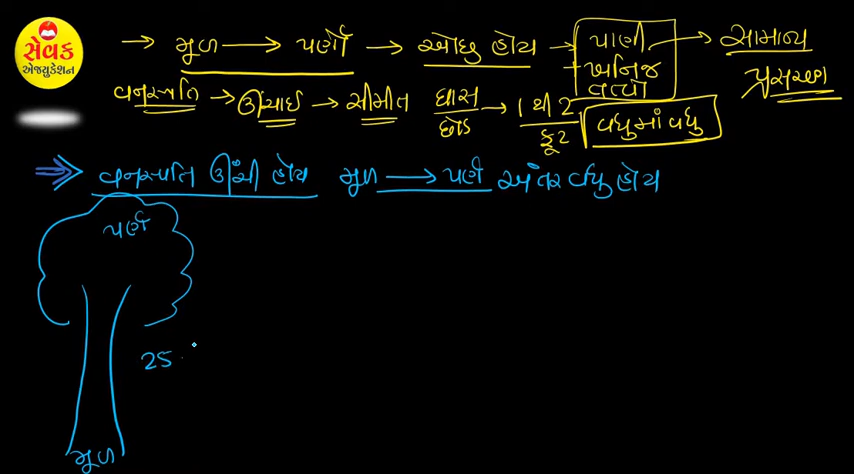 સેવક
એજ્યુકેશન
→ મૂળ → પર્ણો → ઓછુ હોય → પાણી → સામાન્ય
ખનિજ
તત્વો
પ્રસરણ
વનસ્પતિ → ઊંચાઈ → સીમીત ઘાસ → 1 થી 2 વધુમાં વધુ
છોડ ફૂટ
⇒ વનસ્પતિ ઊંચી હોય મૂળ → પર્ણ અંતર વધુ હોય
પર્ણ
25
મૂળ